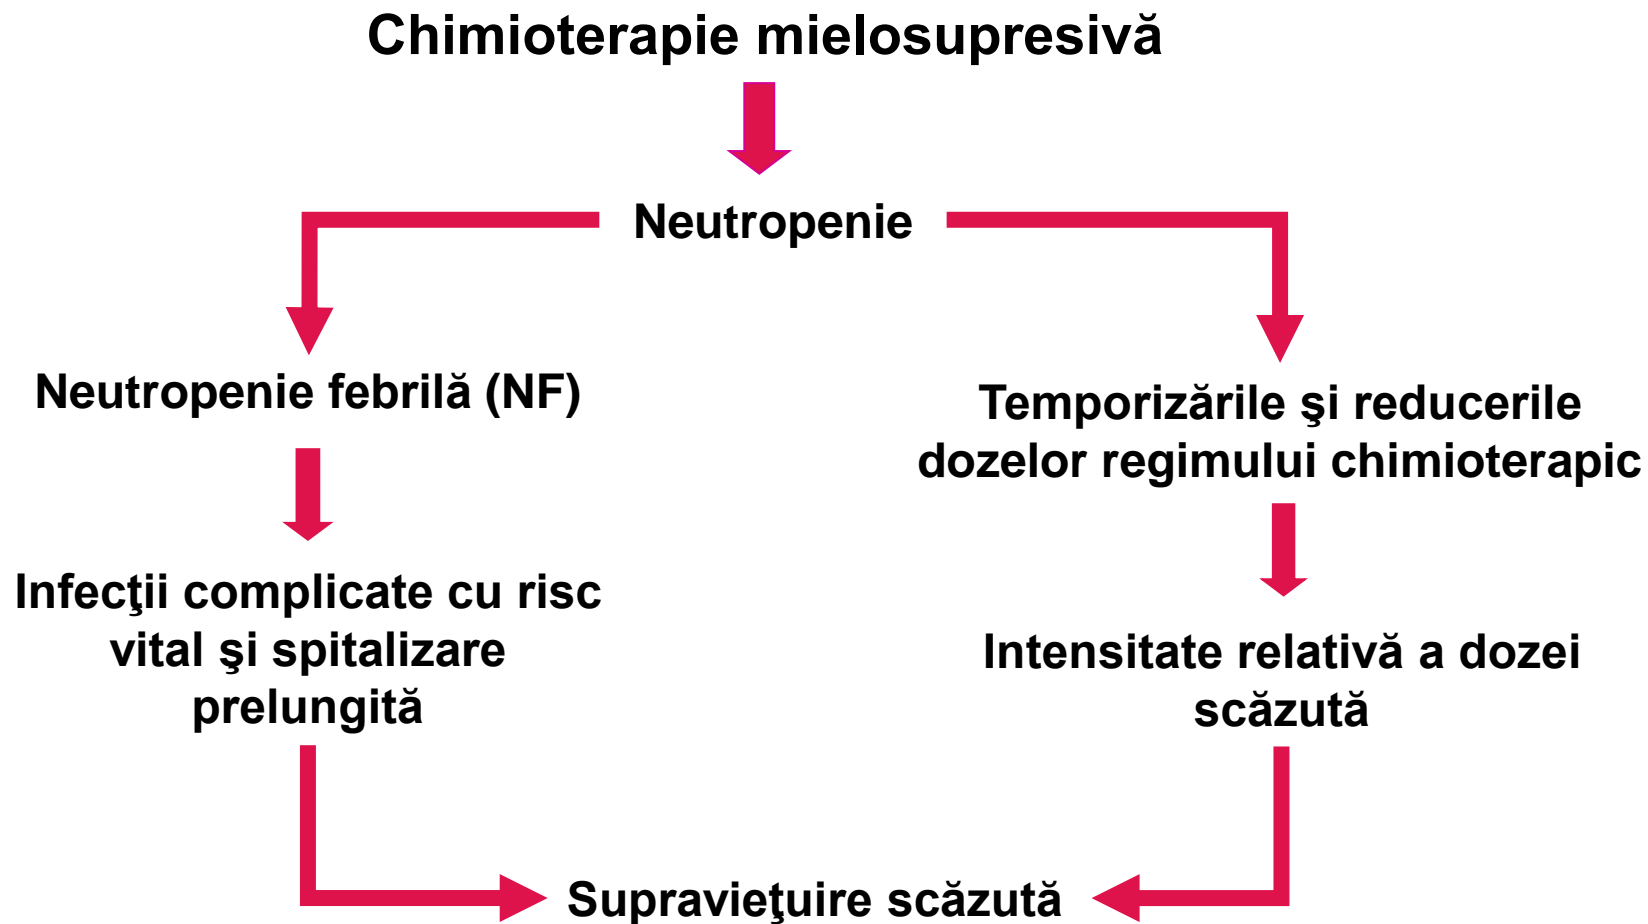 Chimioterapie mielosupresivă
Neutropenie
Neutropenie febrilă (NF)
Temporizările şi reducerile
dozelor regimului chimioterapic
Infecţii complicate cu risc
vital şi spitalizare
prelungită
Intensitate relativă a dozei
scăzută
Supravieţuire scăzută